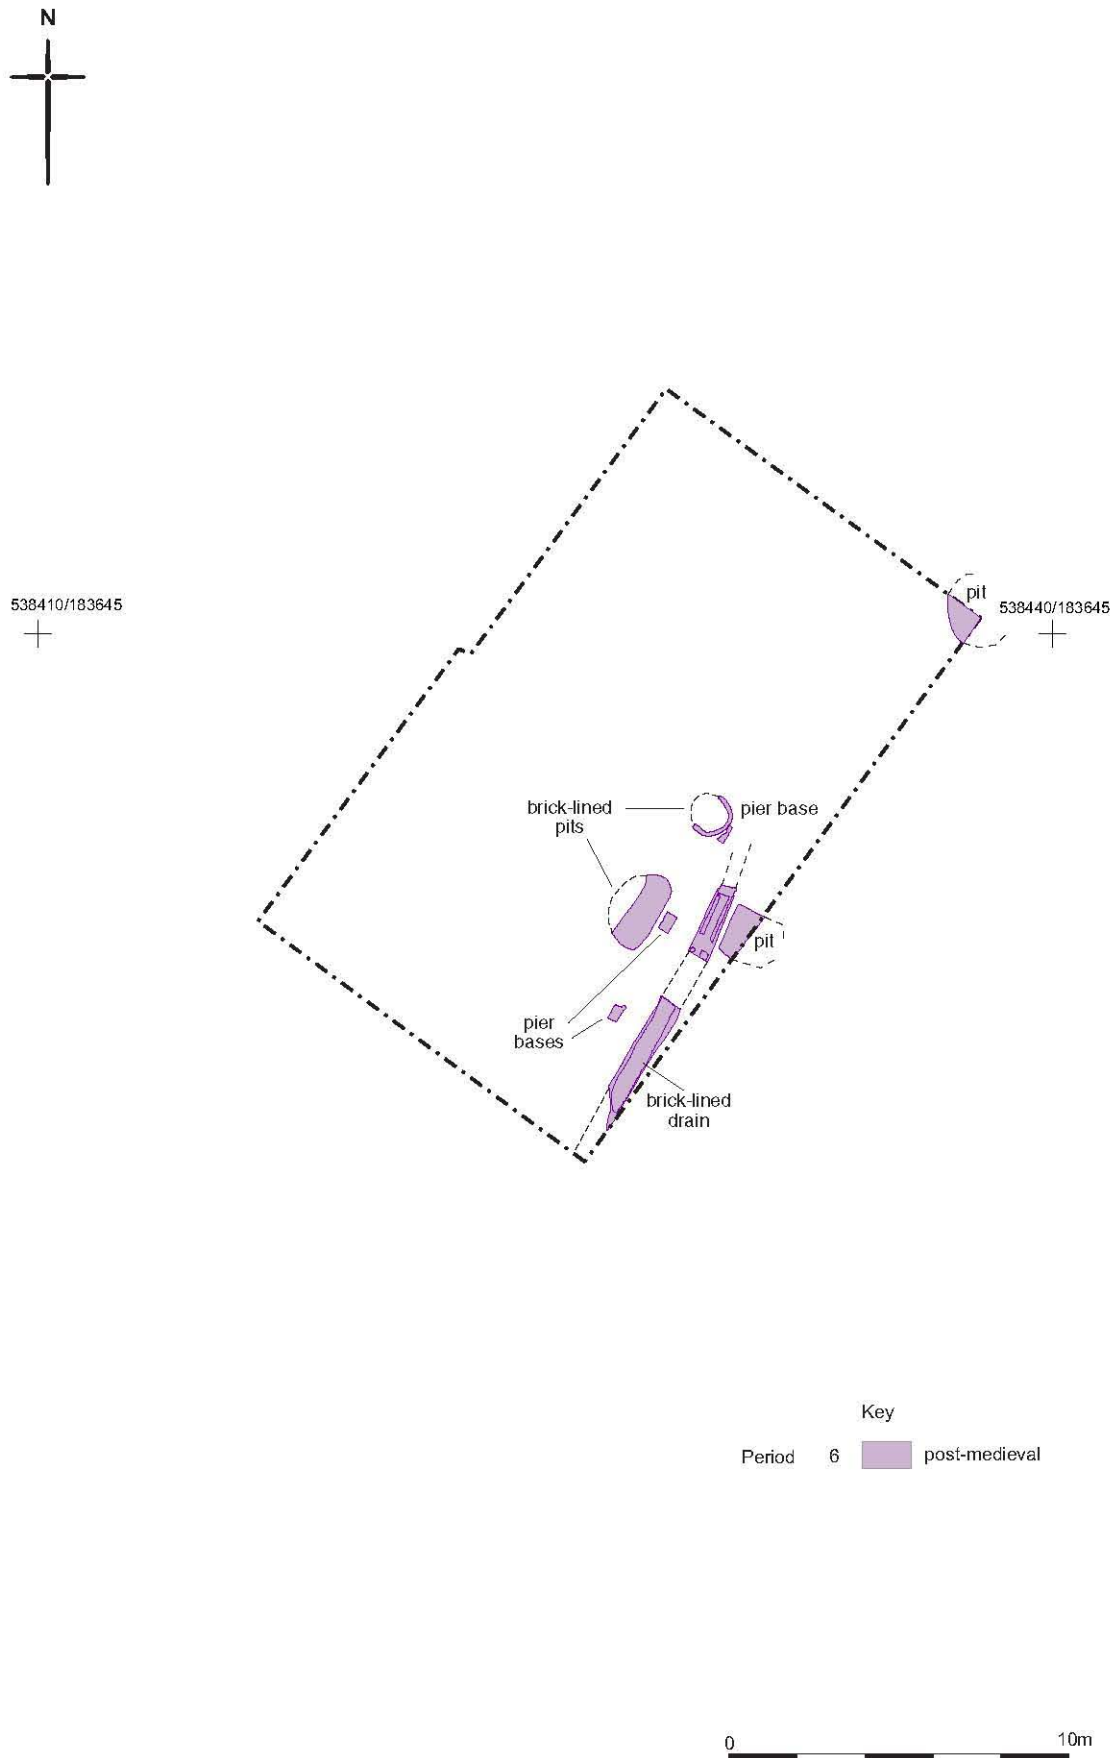 N
538410/183645
pit
538440/183645
brick-lined
pits
pier base
pit
pier
bases
brick-lined
drain
Key
Period 6 post-medieval
0 10m